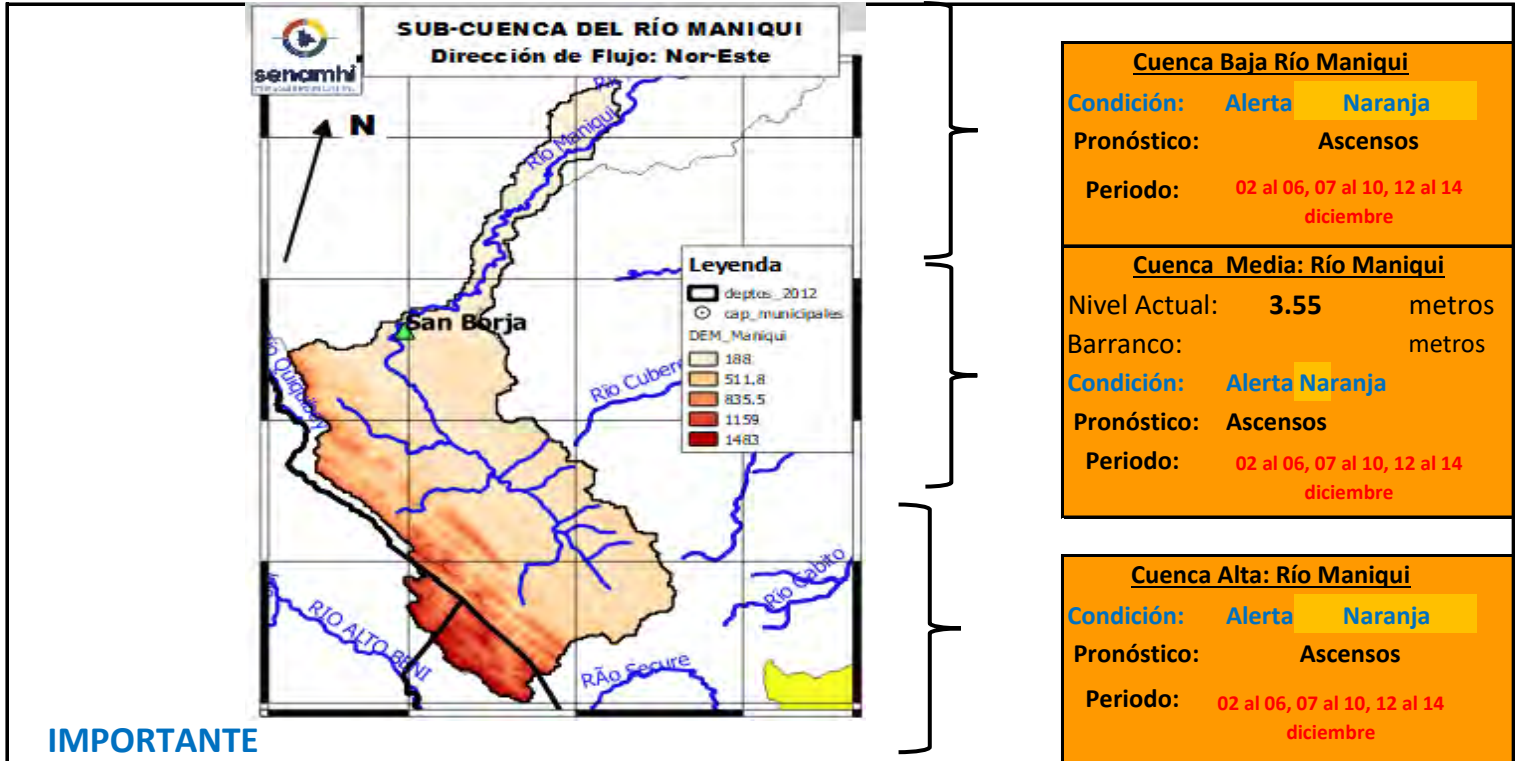 SUB-CUENCA DEL RÍO MANIQUI
Dirección de Flujo: Nor-Este
senamhi
N
Río Maniqui
San Borja
Río Quiquibey
Leyenda
deptos_2012
cap_municipales
DEM_Maniqui
188
511.8
835.5
1159
1483
Río Cubere
RIO ALTO BENI
RÃo Secure
Río Cabito
IMPORTANTE
Cuenca Baja Río Maniqui
Condición: Alerta Naranja
Pronóstico: Ascensos
Periodo: 02 al 06, 07 al 10, 12 al 14
diciembre
Cuenca Media: Río Maniqui
Nivel Actual: 3.55 metros
Barranco: metros
Condición: Alerta Naranja
Pronóstico: Ascensos
Periodo: 02 al 06, 07 al 10, 12 al 14
diciembre
Cuenca Alta: Río Maniqui
Condición: Alerta Naranja
Pronóstico: Ascensos
Periodo: 02 al 06, 07 al 10, 12 al 14
diciembre